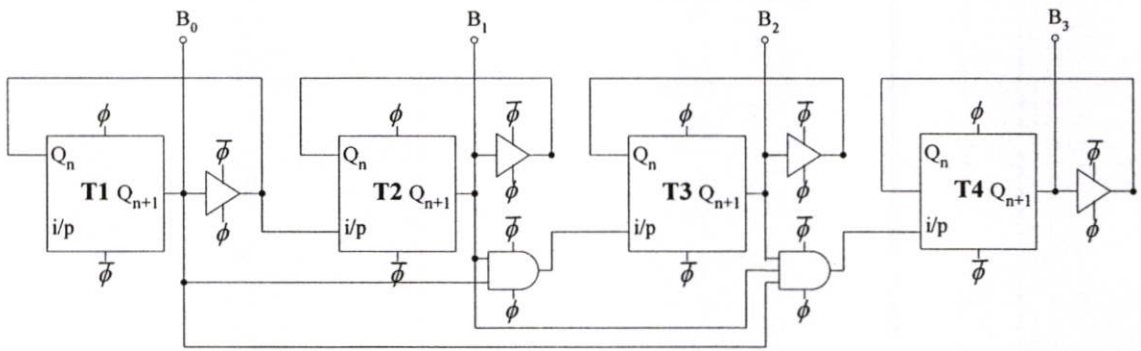 B0 B1 B2 B3
ϕ ϕ̅ ϕ ϕ̅ ϕ ϕ̅ ϕ ϕ̅
Qn Qn Qn Qn
T1 Qn+1 T2 Qn+1 T3 Qn+1 T4 Qn+1
i/p ϕ i/p ϕ i/p ϕ i/p ϕ
ϕ̅ ϕ̅ ϕ̅ ϕ̅ ϕ̅ ϕ̅
ϕ ϕ